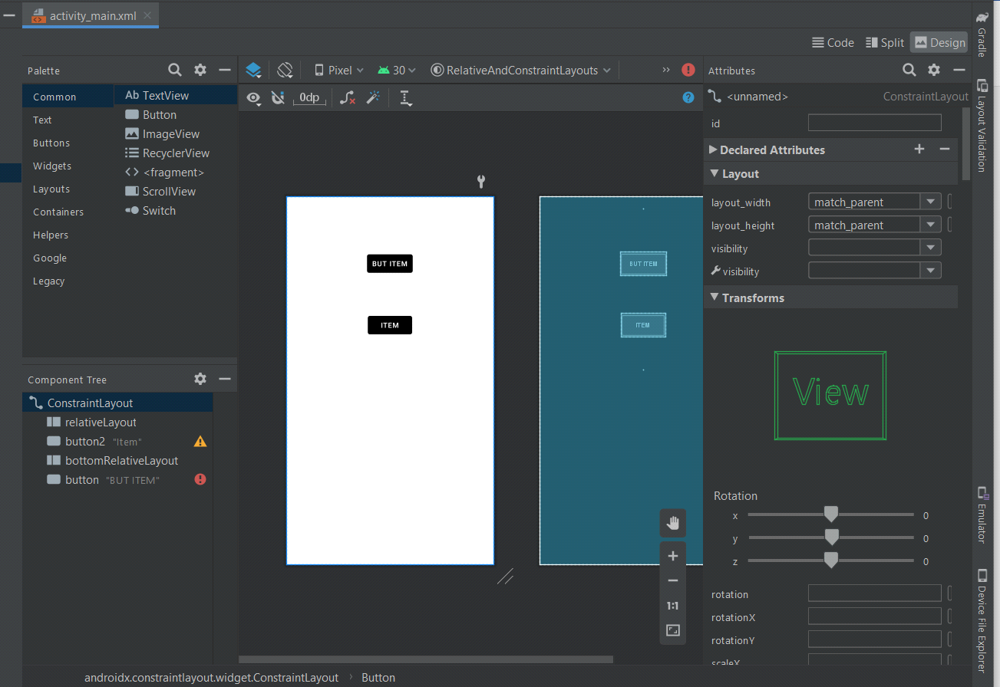 activity_main.xml
Code Split Design
Palette
Pixel 30 RelativeAndConstraintLayouts »
Attributes
Common
Text
Buttons
Widgets
Layouts
Containers
Helpers
Google
Legacy
Ab TextView
Button
ImageView
RecyclerView
<> <fragment>
ScrollView
Switch
0dp
BUT ITEM
ITEM
BUT ITEM
ITEM
1:1
Component Tree
ConstraintLayout
relativeLayout
button2 "Item"
bottomRelativeLayout
button "BUT ITEM"
<unnamed> ConstraintLayout
id
Declared Attributes
Layout
layout_width match_parent
layout_height match_parent
visibility
visibility
Transforms
View
Rotation
x 0
y 0
z 0
rotation
rotationX
rotationY
scaleX
Gradle
Layout Validation
Emulator
Device File Explorer
androidx.constraintlayout.widget.ConstraintLayout › Button